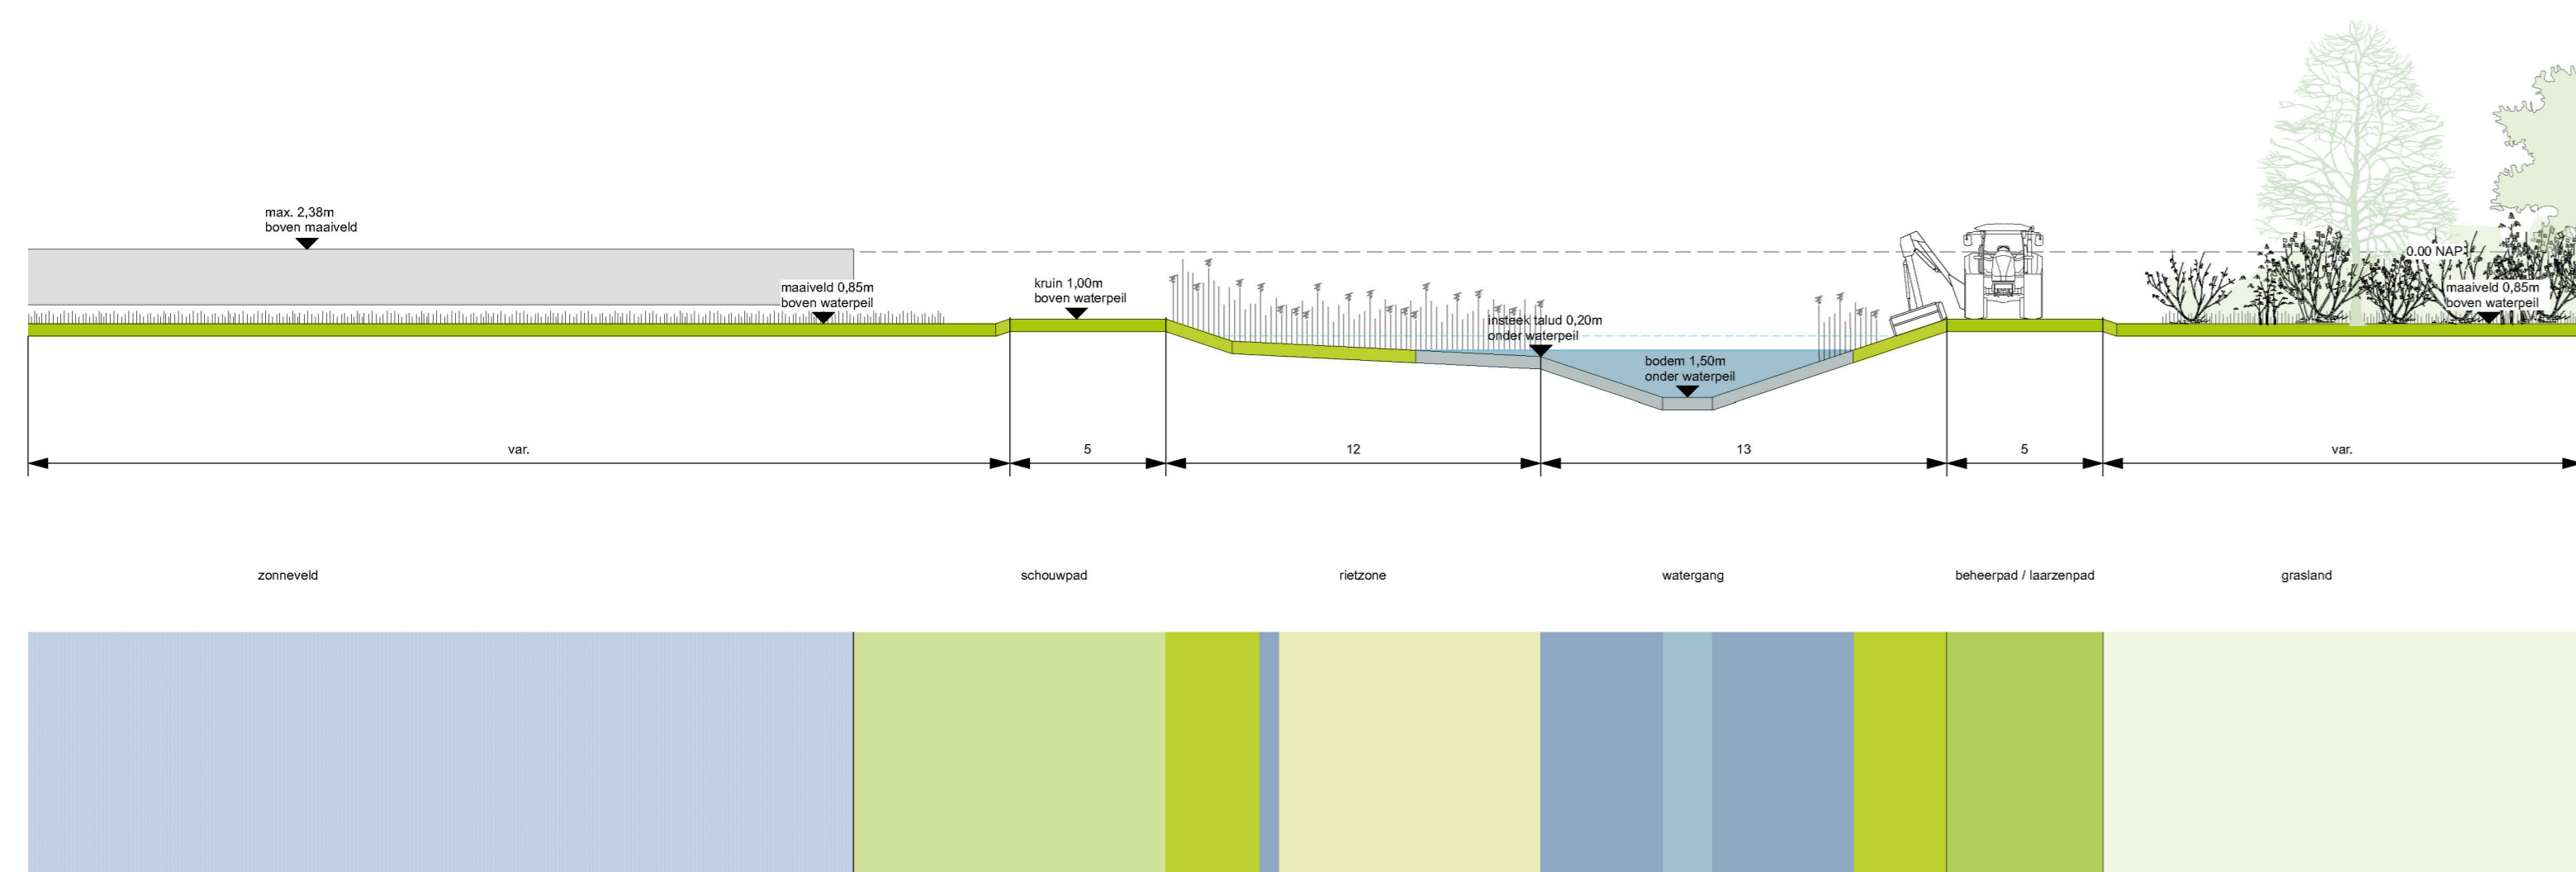 max. 2,38m
boven maaiveld
maaiveld 0,85m
boven waterpeil
kruin 1,00m
boven waterpeil
insteek talud 0,20m
onder waterpeil
bodem 1,50m
onder waterpeil
0.00 NAP
maaiveld 0,85m
boven waterpeil
var.
5
12
13
5
var.
zonneveld
schouwpad
rietzone
watergang
beheerpad / laarzenpad
grasland